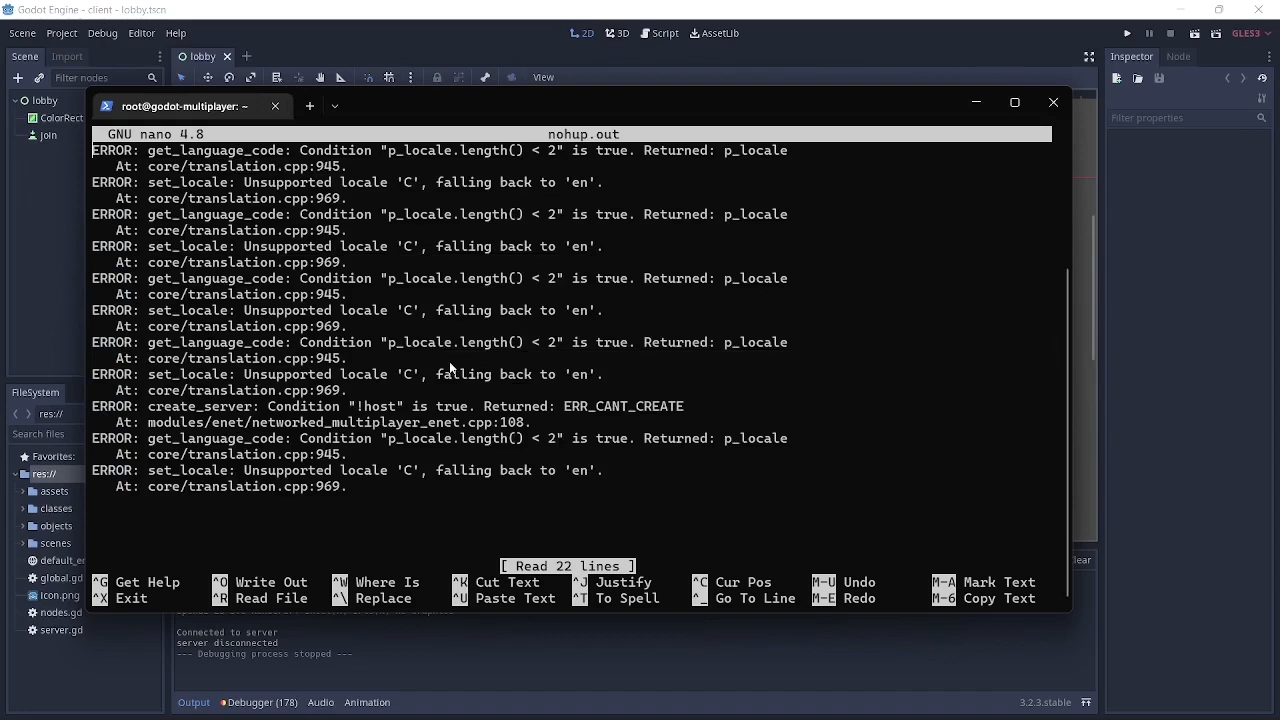 Godot Engine - client - lobby.tscn
Scene Project Debug Editor Help
2D 3D Script AssetLib
GLES3
Scene Import
lobby
Inspector Node
Filter nodes
View
lobby
ColorRect
join
Filter properties
root@godot-multiplayer: ~
GNU nano 4.8 nohup.out
ERROR: get_language_code: Condition "p_locale.length() < 2" is true. Returned: p_locale
At: core/translation.cpp:945.
ERROR: set_locale: Unsupported locale 'C', falling back to 'en'.
At: core/translation.cpp:969.
ERROR: get_language_code: Condition "p_locale.length() < 2" is true. Returned: p_locale
At: core/translation.cpp:945.
ERROR: set_locale: Unsupported locale 'C', falling back to 'en'.
At: core/translation.cpp:969.
ERROR: get_language_code: Condition "p_locale.length() < 2" is true. Returned: p_locale
At: core/translation.cpp:945.
ERROR: set_locale: Unsupported locale 'C', falling back to 'en'.
At: core/translation.cpp:969.
ERROR: get_language_code: Condition "p_locale.length() < 2" is true. Returned: p_locale
At: core/translation.cpp:945.
ERROR: set_locale: Unsupported locale 'C', falling back to 'en'.
At: core/translation.cpp:969.
ERROR: create_server: Condition "!host" is true. Returned: ERR_CANT_CREATE
At: modules/enet/networked_multiplayer_enet.cpp:108.
ERROR: get_language_code: Condition "p_locale.length() < 2" is true. Returned: p_locale
At: core/translation.cpp:945.
ERROR: set_locale: Unsupported locale 'C', falling back to 'en'.
At: core/translation.cpp:969.
[ Read 22 lines ]
^G Get Help ^O Write Out ^W Where Is ^K Cut Text ^J Justify ^C Cur Pos M-U Undo M-A Mark Text
^X Exit ^R Read File ^\ Replace ^U Paste Text ^T To Spell ^_ Go To Line M-E Redo M-6 Copy Text
FileSystem
res://
Search files
Favorites:
res://
assets
classes
objects
scenes
default_en
global.gd
icon.png
nodes.gd
server.gd
lear
Connected to server
server disconnected
--- Debugging process stopped ---
Output Debugger (178) Audio Animation
3.2.3.stable